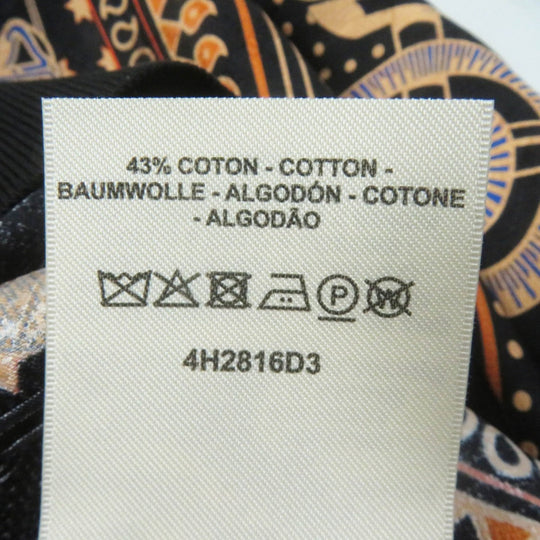 43% COTON - COTTON -
BAUMWOLLE - ALGODÓN - COTONE
- ALGODÃO
P W
4H2816D3